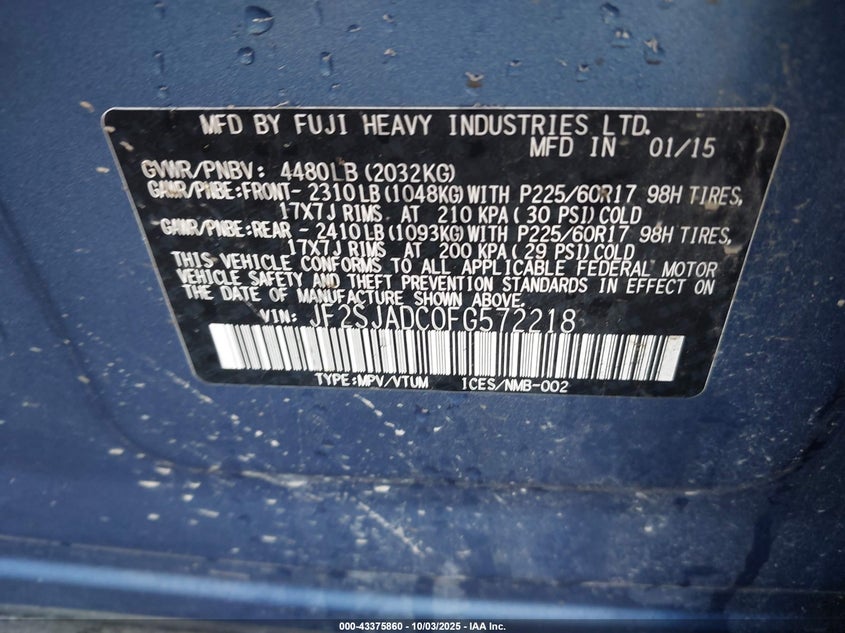 MFD BY FUJI HEAVY INDUSTRIES LTD.
MFD IN 01/15
GVWR/PNBV: 4480LB (2032KG)
GAWR/PNBE:FRONT- 2310LB (1048KG) WITH P225/60R17 98H TIRES,
17X7J RIMS AT 210 KPA (30 PSI) COLD
GAWR/PNBE:REAR - 2410LB (1093KG) WITH P225/60R17 98H TIRES,
17X7J RIMS AT 200 KPA (29 PSI) COLD
THIS VEHICLE CONFORMS TO ALL APPLICABLE FEDERAL MOTOR
VEHICLE SAFETY AND THEFT PREVENTION STANDARDS IN EFFECT ON
THE DATE OF MANUFACTURE SHOWN ABOVE.
VIN: JF2SJADC0FG572218
TYPE:MPV/VTUM ICES/NMB-002
000-43375860 - 10/03/2025 - IAA Inc.